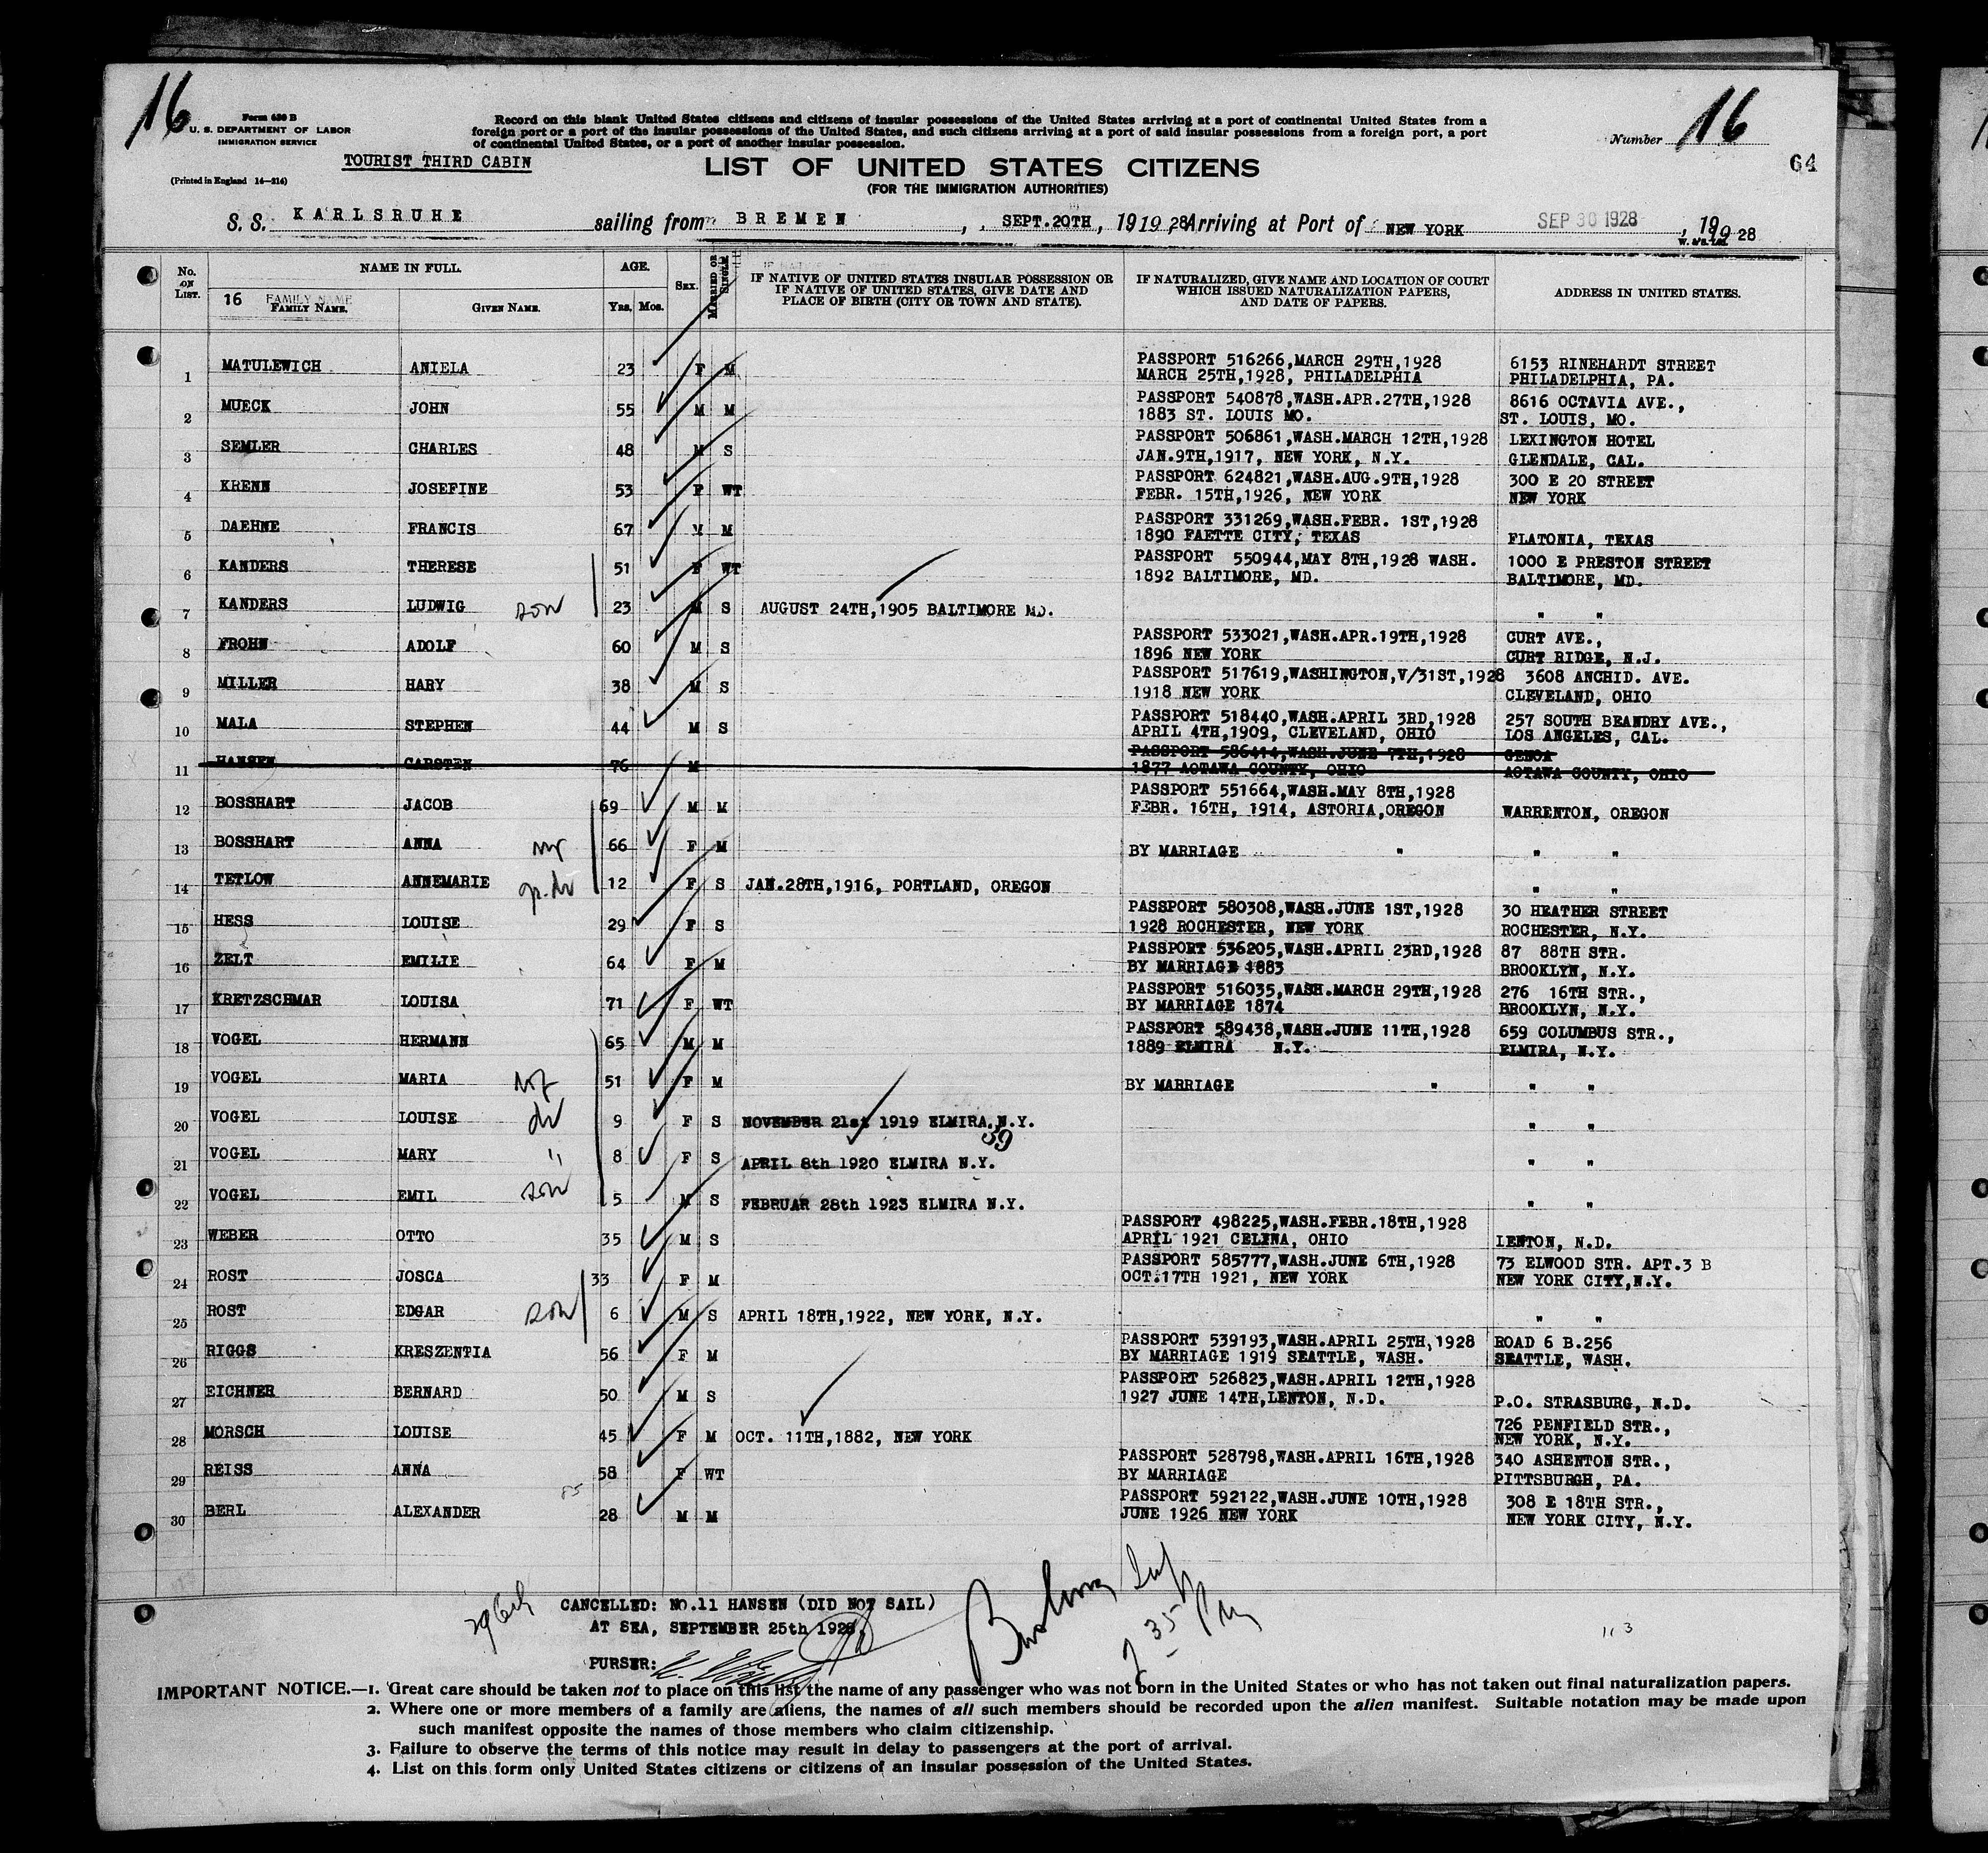 16
Form 630 B
U. S. DEPARTMENT OF LABOR
IMMIGRATION SERVICE
TOURIST THIRD CABIN
(Printed in England 14—214)
Record on this blank United States citizens and citizens of insular possessions of the United States arriving at a port of continental United States from a
foreign port or a port of the insular possessions of the United States, and such citizens arriving at a port of said insular possessions from a foreign port, a port
of continental United States, or a port of another insular possession.
Number 16
64
LIST OF UNITED STATES CITIZENS
(FOR THE IMMIGRATION AUTHORITIES)
S. S. KARLSRUHE sailing from BREMEN, SEPT.20TH, 1919 28 Arriving at Port of NEW YORK SEP 30 1928, 19 28
No. ON LIST. NAME IN FULL. AGE. SEX. MARRIED OR SINGLE IF NATIVE OF UNITED STATES INSULAR POSSESSION OR IF NATIVE OF UNITED STATES, GIVE DATE AND PLACE OF BIRTH (CITY OR TOWN AND STATE). IF NATURALIZED, GIVE NAME AND LOCATION OF COURT WHICH ISSUED NATURALIZATION PAPERS, AND DATE OF PAPERS. ADDRESS IN UNITED STATES.
16 FAMILY NAME FAMILY NAME. GIVEN NAME. YRS. MOS.
1 MATULEWICH ANIELA 23 F M PASSPORT 516266,MARCH 29TH,1928 6153 RINEHARDT STREET
MARCH 25TH,1928, PHILADELPHIA PHILADELPHIA, PA.
2 MUECK JOHN 55 M M PASSPORT 540878,WASH.APR.27TH,1928 8616 OCTAVIA AVE.,
1883 ST. LOUIS MO. ST. LOUIS, MO.
3 SEMLER CHARLES 48 M S PASSPORT 506861,WASH.MARCH 12TH,1928 LEXINGTON HOTEL
JAN.9TH,1917, NEW YORK, N.Y. GLENDALE, CAL.
4 KRENN JOSEFINE 53 F WT PASSPORT 624821,WASH.AUG.9TH,1928 300 E 20 STREET
FEBR. 15TH,1926, NEW YORK NEW YORK
5 DAEHNE FRANCIS 67 M M PASSPORT 331269,WASH.FEBR. 1ST,1928
1890 FAETTE CITY, TEXAS FLATONIA, TEXAS
6 KANDERS THERESE 51 F WT PASSPORT 550944,MAY 8TH,1928 WASH. 1000 E PRESTON STREET
1892 BALTIMORE, MD. BALTIMORE, MD.
7 KANDERS LUDWIG son 23 M S AUGUST 24TH,1905 BALTIMORE MD. " "
8 FROHN ADOLF 60 M S PASSPORT 533021,WASH.APR.19TH,1928 CURT AVE.,
1896 NEW YORK CURT RIDGE, N.J.
9 MILLER HARY 38 M S PASSPORT 517619,WASHINGTON,V/31ST,1928 3608 ANCHID. AVE.
1918 NEW YORK CLEVELAND, OHIO
10 MALA STEPHEN 44 M S PASSPORT 518440,WASH.APRIL 3RD,1928 257 SOUTH BEANDRY AVE.,
APRIL 4TH,1909, CLEVELAND, OHIO LOS ANGELES, CAL.
11 HANSEN CARSTEN 76 M PASSPORT 586414,WASH.JUNE 7TH,1928 GENOA
1877 AOTAWA COUNTY, OHIO AOTAWA COUNTY, OHIO
12 BOSSHART JACOB 69 M M PASSPORT 551664,WASH.MAY 8TH,1928
FEBR. 16TH, 1914, ASTORIA,OREGON WARRENTON, OREGON
13 BOSSHART ANNA 66 F M BY MARRIAGE " " "
14 TETLOW ANNEMARIE 12 F S JAN.28TH,1916, PORTLAND, OREGON " "
15 HESS LOUISE 29 F S PASSPORT 580308,WASH.JUNE 1ST,1928 30 HEATHER STREET
1928 ROCHESTER, NEW YORK ROCHESTER, N.Y.
16 ZELT EMILIE 64 F M PASSPORT 536205,WASH.APRIL 23RD,1928 87 88TH STR.
BY MARRIAGE 1883 BROOKLYN, N.Y.
17 KRETZSCHMAR LOUISA 71 F WT PASSPORT 516035,WASH.MARCH 29TH,1928 276 16TH STR.,
BY MARRIAGE 1874 BROOKLYN, N.Y.
18 VOGEL HERMANN 65 M M PASSPORT 589438,WASH.JUNE 11TH,1928 659 COLUMBUS STR.,
1889 ELMIRA N.Y. ELMIRA, N.Y.
19 VOGEL MARIA wf 51 F M BY MARRIAGE " " "
20 VOGEL LOUISE dr 9 F S NOVEMBER 21st 1919 ELMIRA.N.Y. " "
39
21 VOGEL MARY " 8 F S APRIL 8th 1920 ELMIRA N.Y. " "
22 VOGEL EMIL son 5 M S FEBRUAR 28th 1923 ELMIRA N.Y. " "
23 WEBER OTTO 35 M S PASSPORT 498225,WASH.FEBR.18TH,1928
APRIL 1921 CELINA, OHIO LENTON, N.D.
24 ROST JOSCA 33 F M PASSPORT 585777,WASH.JUNE 6TH,1928 73 ELWOOD STR. APT.3 B
OCT.17TH 1921, NEW YORK NEW YORK CITY,N.Y.
25 ROST EDGAR son 6 M S APRIL 18TH,1922, NEW YORK, N.Y. " "
26 RIGGS KRESZENTIA 56 F M PASSPORT 539193,WASH.APRIL 25TH,1928 ROAD 6 B.256
BY MARRIAGE 1919 SEATTLE, WASH. SEATTLE, WASH.
27 EICHNER BERNARD 50 M S PASSPORT 526823,WASH.APRIL 12TH,1928
1927 JUNE 14TH,LENTON, N.D. P.O. STRASBURG, N.D.
28 MORSCH LOUISE 45 F M OCT. 11TH,1882, NEW YORK 726 PENFIELD STR.,
NEW YORK, N.Y.
29 REISS ANNA 58 F WT PASSPORT 528798,WASH.APRIL 16TH,1928 340 ASHENTON STR.,
BY MARRIAGE PITTSBURGH, PA.
30 BERL ALEXANDER 28 M M PASSPORT 592122,WASH.JUNE 10TH,1928 308 E 18TH STR.,
JUNE 1926 NEW YORK NEW YORK CITY, N.Y.
CANCELLED: NO.11 HANSEN (DID NOT SAIL)
AT SEA, SEPTEMBER 25th 1928
PURSER:
IMPORTANT NOTICE.—1. Great care should be taken not to place on this list the name of any passenger who was not born in the United States or who has not taken out final naturalization papers.
2. Where one or more members of a family are aliens, the names of all such members should be recorded upon the alien manifest. Suitable notation may be made upon
such manifest opposite the names of those members who claim citizenship.
3. Failure to observe the terms of this notice may result in delay to passengers at the port of arrival.
4. List on this form only United States citizens or citizens of an insular possession of the United States.